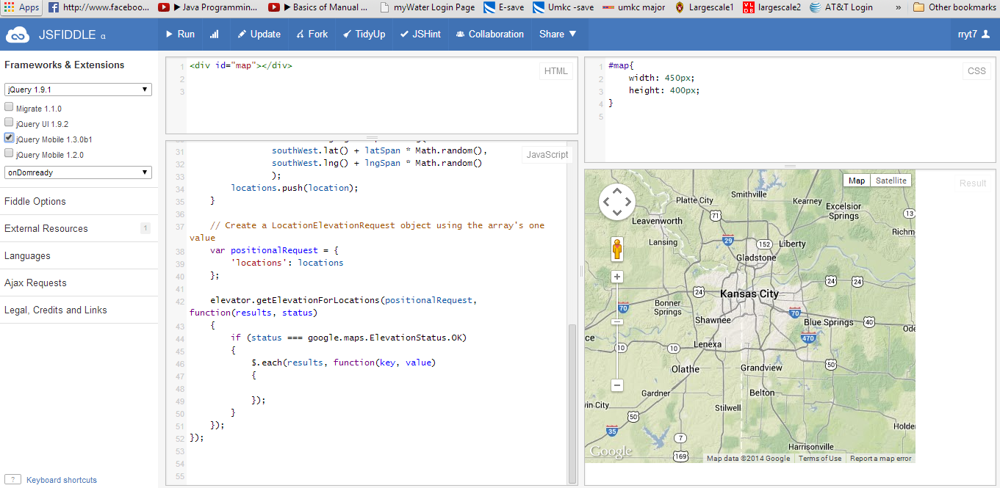 Apps http://www.faceboo... Java Programmin... Basics of Manual ... myWater Login Page E-save Umkc -save umkc major Largescale1 VLDB largescale2 AT&T Login » Other bookmarks
JSFIDDLE α Run Update Fork TidyUp JSHint Collaboration Share ▼ rryt7
Frameworks & Extensions
jQuery 1.9.1
Migrate 1.1.0
jQuery UI 1.9.2
jQuery Mobile 1.3.0b1
jQuery Mobile 1.2.0
onDomready
Fiddle Options
External Resources 1
Languages
Ajax Requests
Legal, Credits and Links
? Keyboard shortcuts
HTML
1 <div id="map"></div>
2
3
CSS
1 #map{
2 width: 450px;
3 height: 400px;
4 }
5
JavaScript
31 southWest.lat() + latSpan * Math.random(),
32 southWest.lng() + lngSpan * Math.random()
33 );
34 locations.push(location);
35 }
36
37 // Create a LocationElevationRequest object using the array's one
value
38 var positionalRequest = {
39 'locations': locations
40 };
41
42 elevator.getElevationForLocations(positionalRequest,
function(results, status)
43 {
44 if (status === google.maps.ElevationStatus.OK)
45 {
46 $.each(results, function(key, value)
47 {
48
49 });
50 }
51 });
52 });
53
54
55
Result
Map Satellite
Smithville
Platte City
Kearney
Excelsior
Springs
71
13
Leavenworth
Richm
Lansing
29
152
Liberty
Gladstone
24
24
24
Kansas City
70
Bonner
Springs
70
Shawnee
Blue Springs
40
Ode
ce
470
Lenexa
10
10
50
Olathe
Grandview
Gardner
Belton
vin City
Stilwell
50
35
Holde
7
Harrisonville
169
Google
Map data ©2014 Google Terms of Use Report a map error